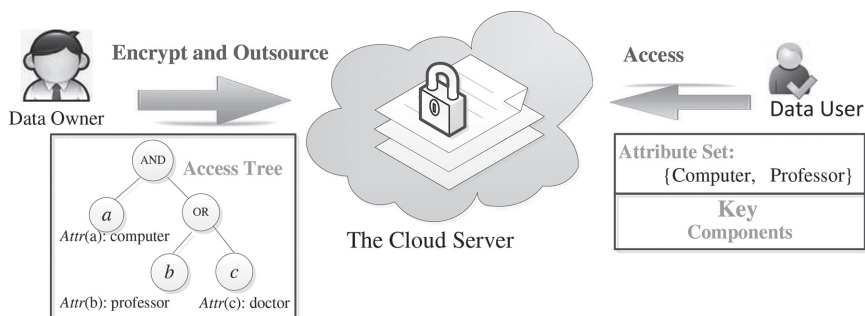 Encrypt and Outsource
Data Owner
AND
Access Tree
a
OR
Attr(a): computer
b
c
Attr(b): professor
Attr(c): doctor
The Cloud Server
Access
Data User
Attribute Set:
{Computer, Professor}
Key
Components